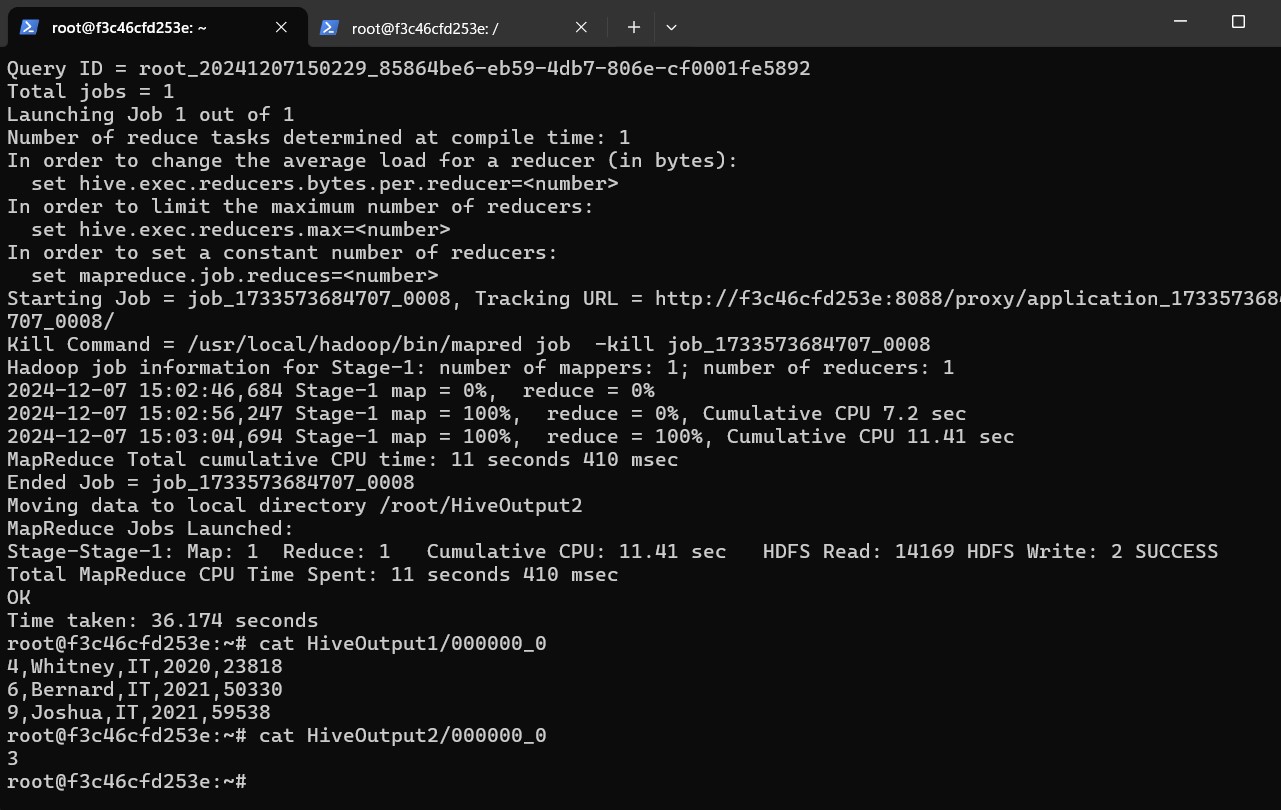 root@f3c46cfd253e: ~
root@f3c46cfd253e: /
Query ID = root_20241207150229_85864be6-eb59-4db7-806e-cf0001fe5892
Total jobs = 1
Launching Job 1 out of 1
Number of reduce tasks determined at compile time: 1
In order to change the average load for a reducer (in bytes):
  set hive.exec.reducers.bytes.per.reducer=<number>
In order to limit the maximum number of reducers:
  set hive.exec.reducers.max=<number>
In order to set a constant number of reducers:
  set mapreduce.job.reduces=<number>
Starting Job = job_1733573684707_0008, Tracking URL = http://f3c46cfd253e:8088/proxy/application_1733573684
707_0008/
Kill Command = /usr/local/hadoop/bin/mapred job  -kill job_1733573684707_0008
Hadoop job information for Stage-1: number of mappers: 1; number of reducers: 1
2024-12-07 15:02:46,684 Stage-1 map = 0%,  reduce = 0%
2024-12-07 15:02:56,247 Stage-1 map = 100%,  reduce = 0%, Cumulative CPU 7.2 sec
2024-12-07 15:03:04,694 Stage-1 map = 100%,  reduce = 100%, Cumulative CPU 11.41 sec
MapReduce Total cumulative CPU time: 11 seconds 410 msec
Ended Job = job_1733573684707_0008
Moving data to local directory /root/HiveOutput2
MapReduce Jobs Launched:
Stage-Stage-1: Map: 1  Reduce: 1   Cumulative CPU: 11.41 sec   HDFS Read: 14169 HDFS Write: 2 SUCCESS
Total MapReduce CPU Time Spent: 11 seconds 410 msec
OK
Time taken: 36.174 seconds
root@f3c46cfd253e:~# cat HiveOutput1/000000_0
4,Whitney,IT,2020,23818
6,Bernard,IT,2021,50330
9,Joshua,IT,2021,59538
root@f3c46cfd253e:~# cat HiveOutput2/000000_0
3
root@f3c46cfd253e:~#